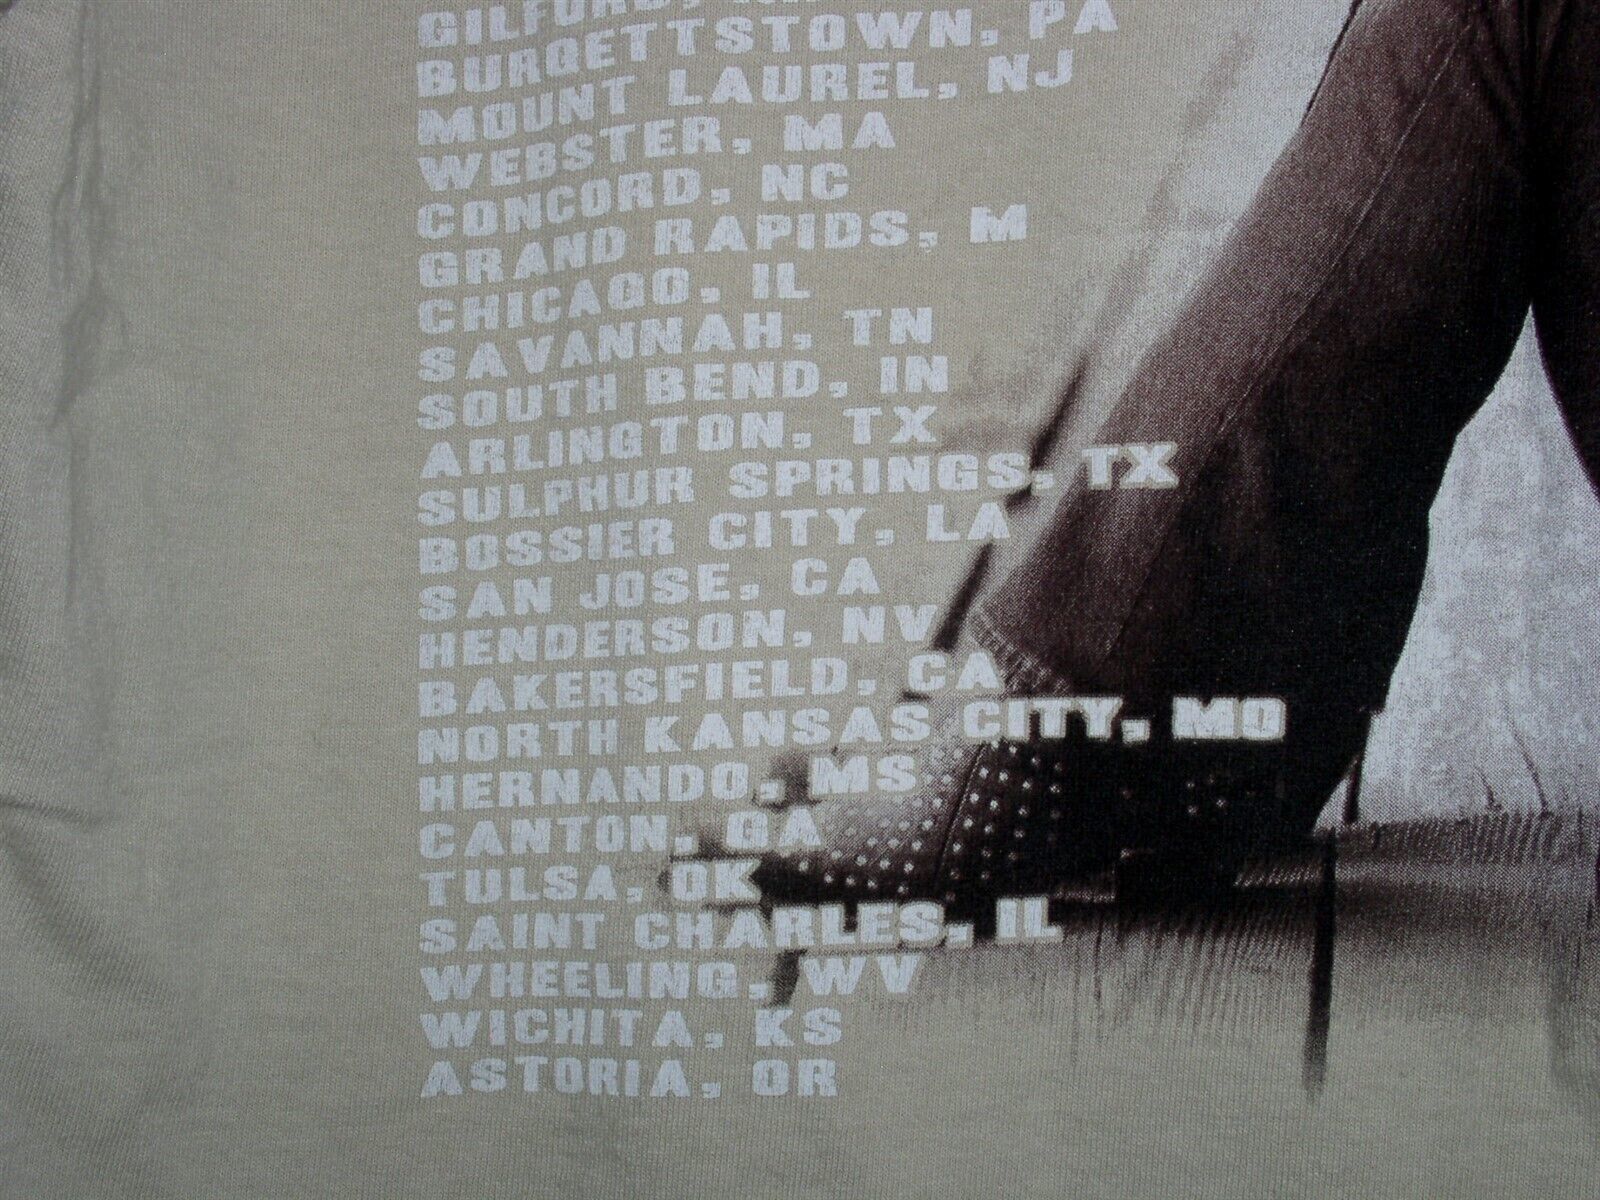 GILFORD,
BURGETTSTOWN, PA
MOUNT LAUREL, NJ
WEBSTER, MA
CONCORD, NC
GRAND RAPIDS, M
CHICAGO, IL
SAVANNAH, TN
SOUTH BEND, IN
ARLINGTON, TX
SULPHUR SPRINGS, TX
BOSSIER CITY, LA
SAN JOSE, CA
HENDERSON, NV
BAKERSFIELD, CA
NORTH KANSAS CITY, MO
HERNANDO, MS
CANTON, GA
TULSA, OK
SAINT CHARLES, IL
WHEELING, WV
WICHITA, KS
ASTORIA, OR